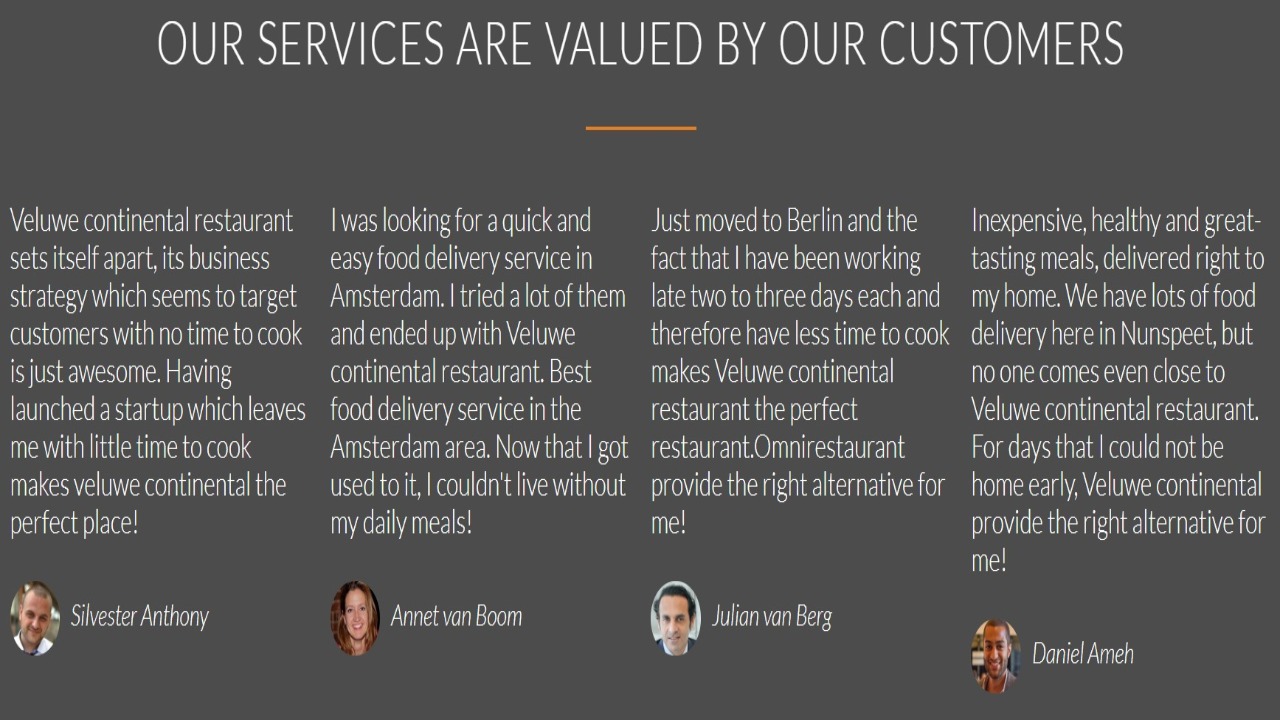 OUR SERVICES ARE VALUED BY OUR CUSTOMERS
Veluwe continental restaurant
sets itself apart, its business
strategy which seems to target
customers with no time to cook
is just awesome. Having
launched a startup which leaves
me with little time to cook
makes veluwe continental the
perfect place!
Silvester Anthony
I was looking for a quick and
easy food delivery service in
Amsterdam. I tried a lot of them
and ended up with Veluwe
continental restaurant. Best
food delivery service in the
Amsterdam area. Now that I got
used to it, I couldn't live without
my daily meals!
Annet van Boom
Just moved to Berlin and the
fact that I have been working
late two to three days each and
therefore have less time to cook
makes Veluwe continental
restaurant the perfect
restaurant.Omnirestaurant
provide the right alternative for
me!
Julian van Berg
Inexpensive, healthy and great-
tasting meals, delivered right to
my home. We have lots of food
delivery here in Nunspeet, but
no one comes even close to
Veluwe continental restaurant.
For days that I could not be
home early, Veluwe continental
provide the right alternative for
me!
Daniel Ameh